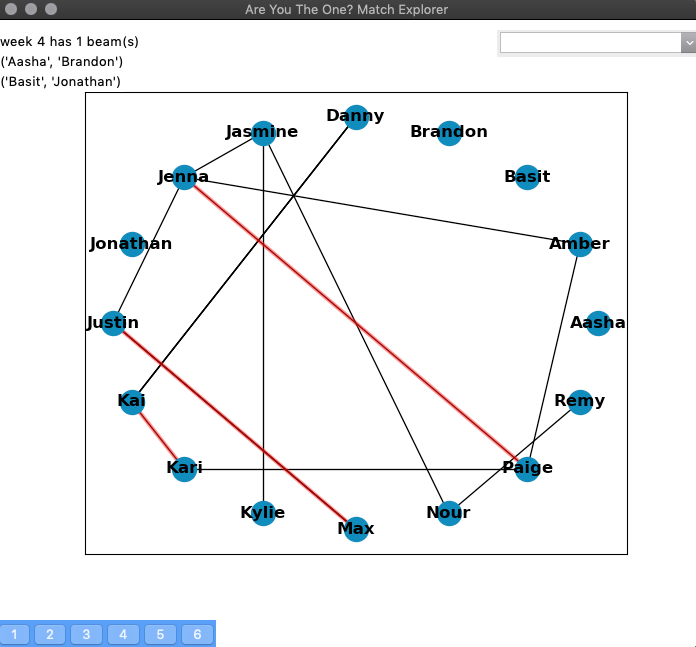 Are You The One? Match Explorer
week 4 has 1 beam(s)
('Aasha', 'Brandon')
('Basit', 'Jonathan')
Danny
Jasmine
Brandon
Jenna
Basit
Jonathan
Amber
Justin
Aasha
Kai
Remy
Kari
Paige
Kylie
Nour
Max
1 2 3 4 5 6